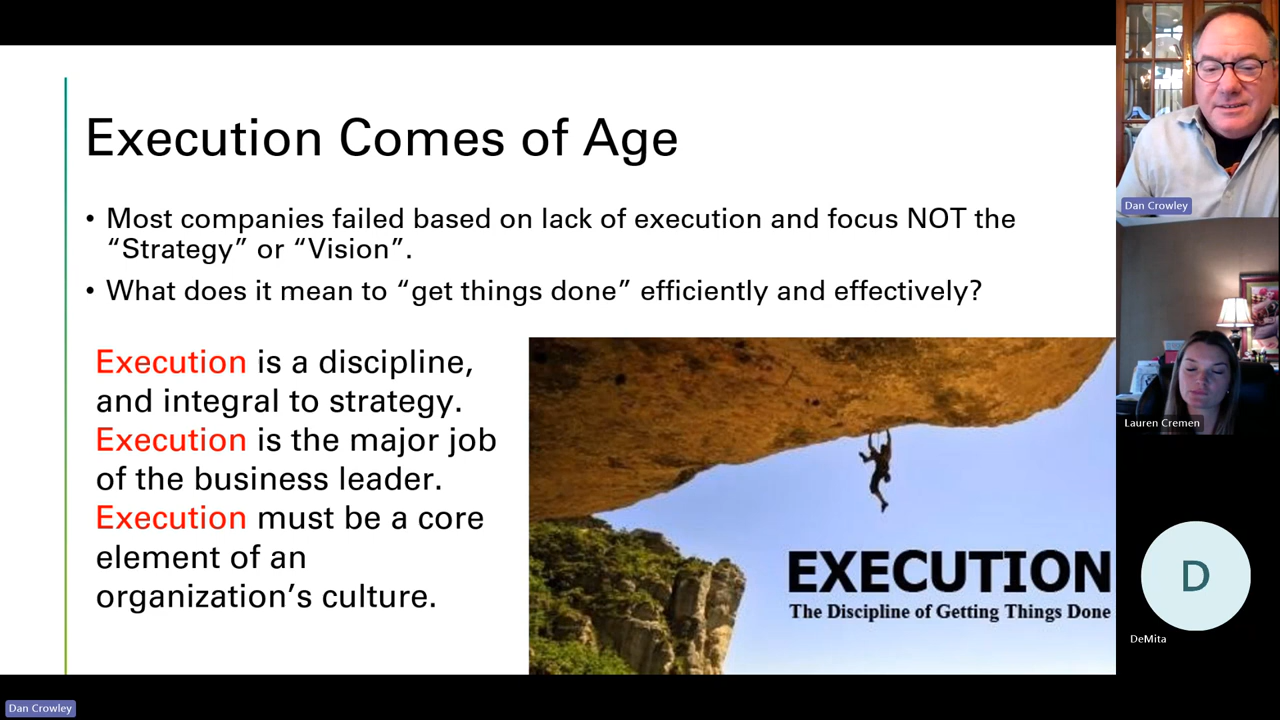 Execution Comes of Age
• Most companies failed based on lack of execution and focus NOT the
“Strategy” or “Vision”.
• What does it mean to “get things done” efficiently and effectively?
Execution is a discipline,
and integral to strategy.
Execution is the major job
of the business leader.
Execution must be a core
element of an
organization’s culture.
EXECUTION
The Discipline of Getting Things Done
Dan Crowley
Lauren Cremen
D
DeMita
Dan Crowley